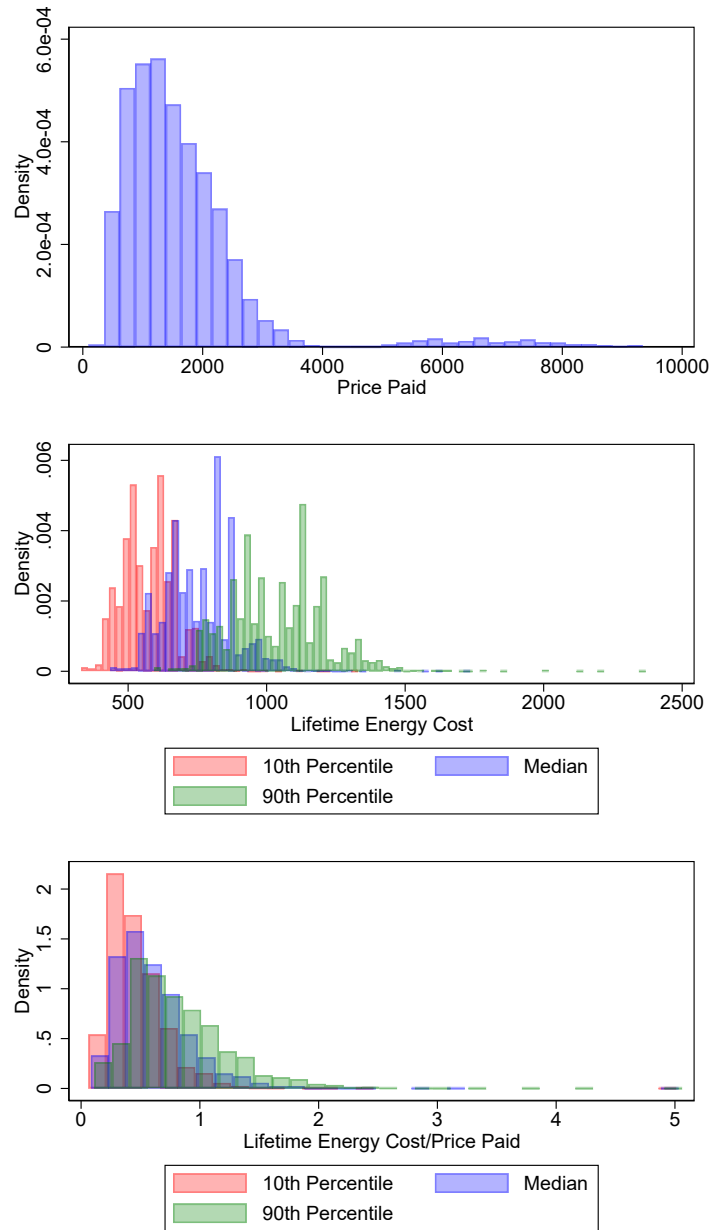 6.0e-04
4.0e-04
2.0e-04
0
Density
0 2000 4000 6000 8000 10000
Price Paid
.006
.004
.002
0
Density
500 1000 1500 2000 2500
Lifetime Energy Cost
10th Percentile Median
90th Percentile
2
1.5
1
.5
0
Density
0 1 2 3 4 5
Lifetime Energy Cost/Price Paid
10th Percentile Median
90th Percentile